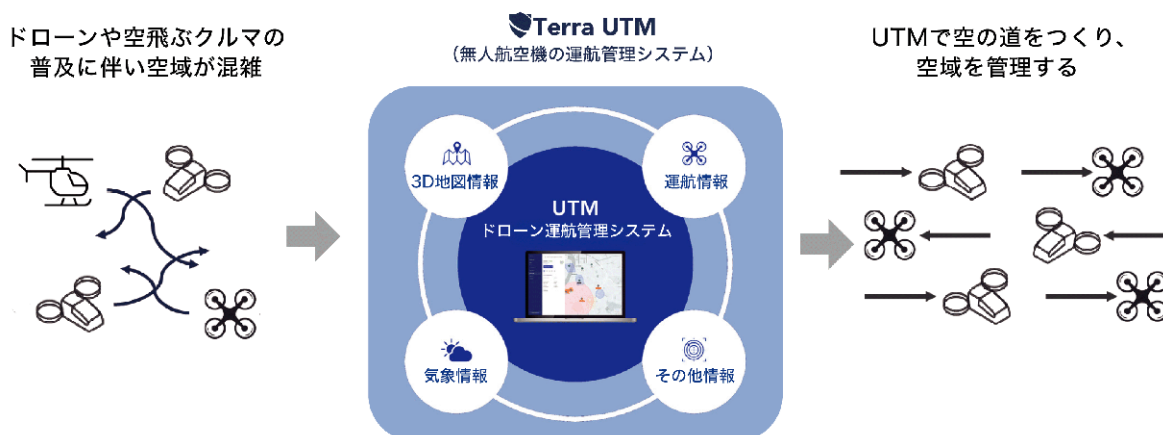 ドローンや空飛ぶクルマの
普及に伴い空域が混雑
Terra UTM
（無人航空機の運航管理システム）
UTMで空の道をつくり、
空域を管理する
3D地図情報
運航情報
UTM
ドローン運航管理システム
気象情報
その他情報